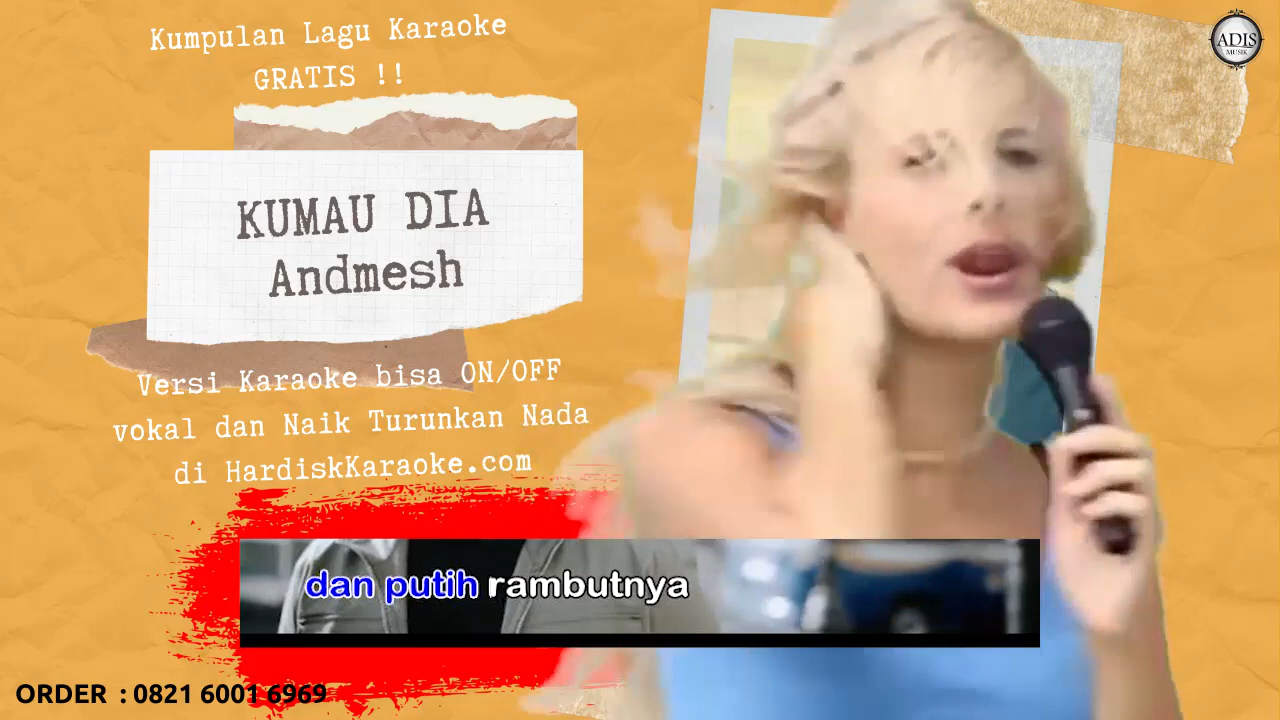 Kumpulan Lagu Karaoke
GRATIS !!
ADIS
MUSIK
KUMAU DIA
Andmesh
Versi Karaoke bisa ON/OFF
vokal dan Naik Turunkan Nada
di HardiskKaraoke.com
dan putih rambutnya
ORDER : 0821 6001 6969